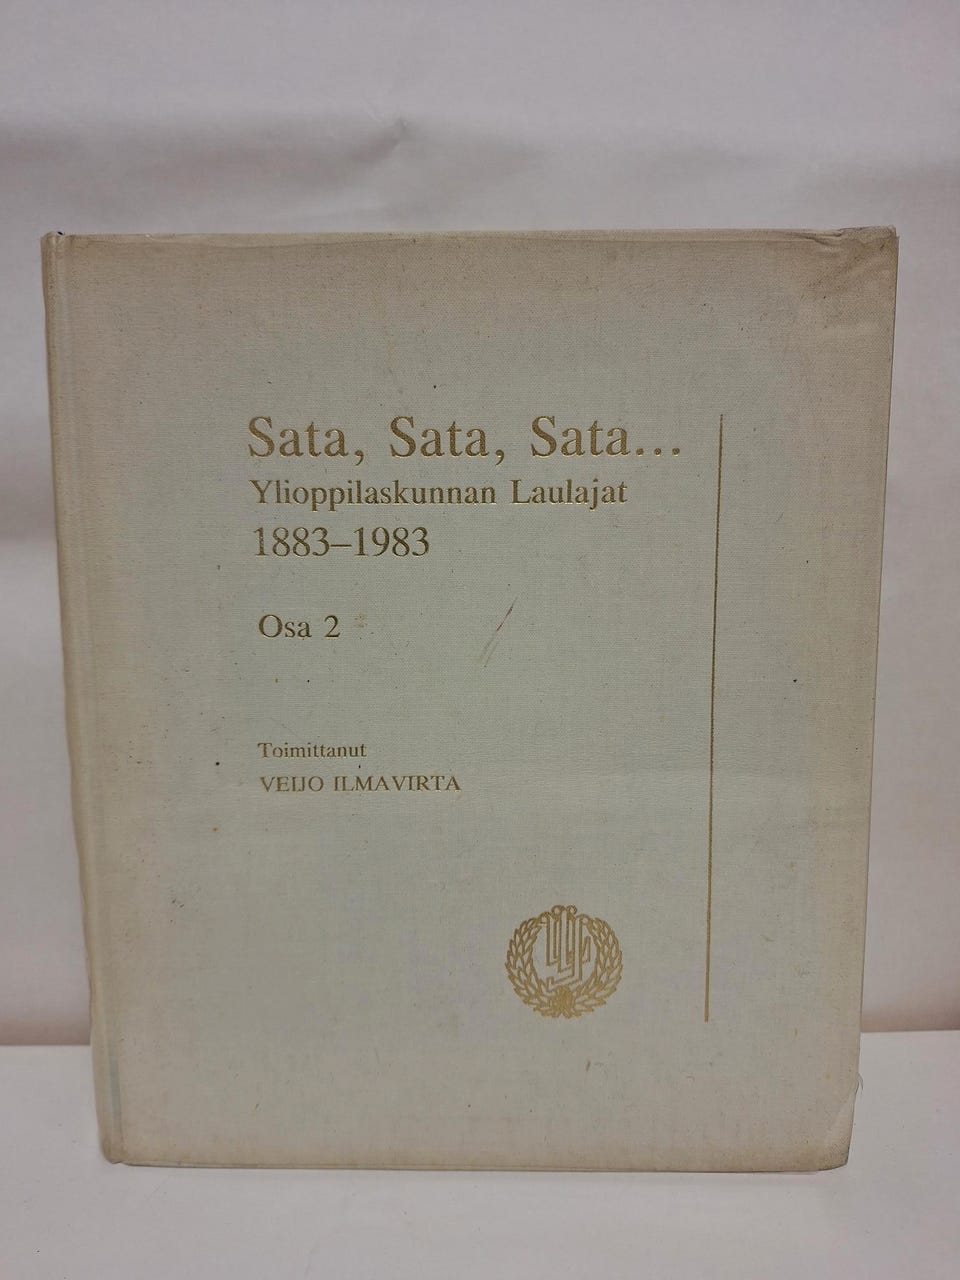 Sata, Sata, Sata...
Ylioppilaskunnan Laulajat
1883–1983
Osa 2
Toimittanut
VEIJO ILMAVIRTA